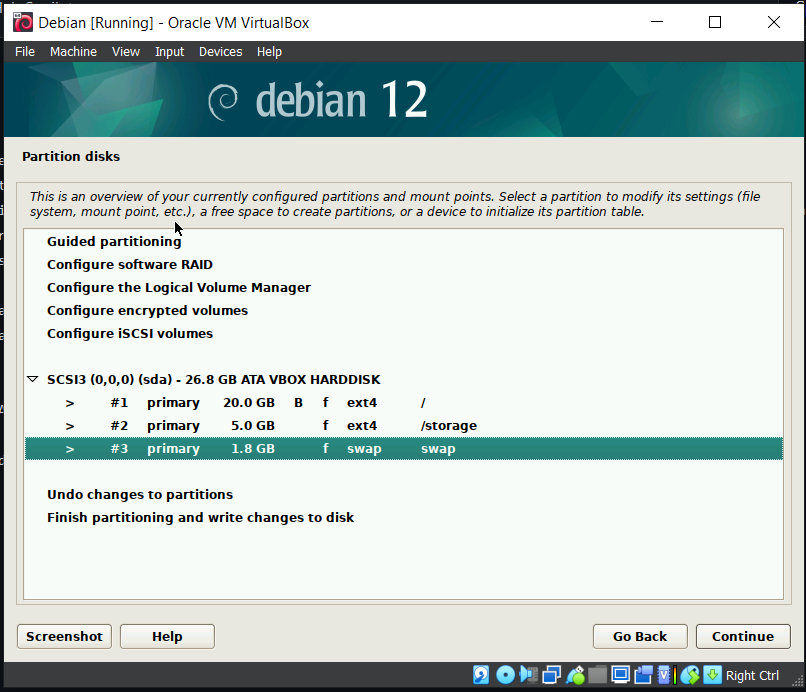 Debian [Running] - Oracle VM VirtualBox
File Machine View Input Devices Help
debian 12
Partition disks
This is an overview of your currently configured partitions and mount points. Select a partition to modify its settings (file
system, mount point, etc.), a free space to create partitions, or a device to initialize its partition table.
Guided partitioning
Configure software RAID
Configure the Logical Volume Manager
Configure encrypted volumes
Configure iSCSI volumes
SCSI3 (0,0,0) (sda) - 26.8 GB ATA VBOX HARDDISK
> #1 primary 20.0 GB B f ext4 /
> #2 primary 5.0 GB f ext4 /storage
> #3 primary 1.8 GB f swap swap
Undo changes to partitions
Finish partitioning and write changes to disk
Screenshot Help Go Back Continue
Right Ctrl